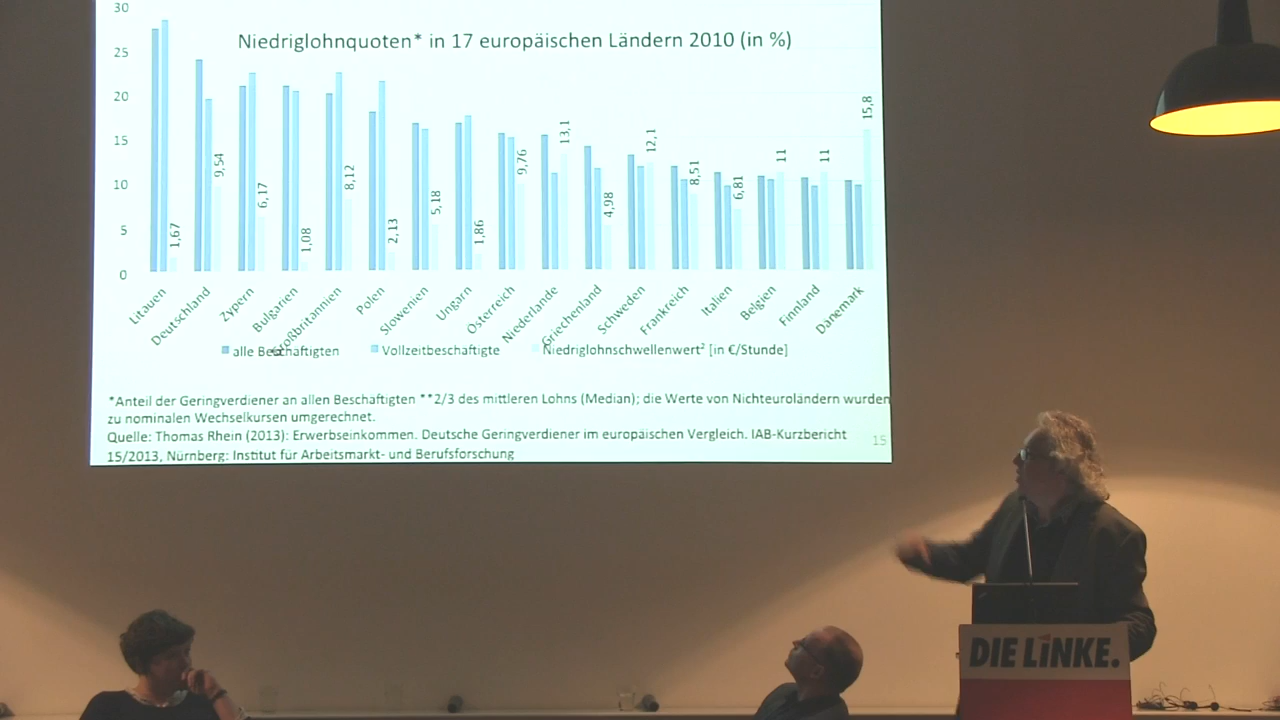 30
Niedriglohnquoten* in 17 europäischen Ländern 2010 (in %)
25
20
15
10
5
0
1,67
9,54
6,17
1,08
8,12
2,13
5,18
1,86
9,76
13,1
4,98
12,1
8,51
6,81
11
11
15,8
Litauen
Deutschland
Zypern
Bulgarien
Großbritannien
Polen
Slowenien
Ungarn
Österreich
Niederlande
Griechenland
Schweden
Frankreich
Italien
Belgien
Finnland
Dänemark
alle Beschäftigten
Vollzeitbeschäftigte
Niedriglohnschwellenwert² [in €/Stunde]
*Anteil der Geringverdiener an allen Beschäftigten **2/3 des mittleren Lohns (Median); die Werte von Nichteuroländern wurden
zu nominalen Wechselkursen umgerechnet.
Quelle: Thomas Rhein (2013): Erwerbseinkommen. Deutsche Geringverdiener im europäischen Vergleich. IAB-Kurzbericht
15/2013, Nürnberg: Institut für Arbeitsmarkt- und Berufsforschung
15
DIE LINKE.